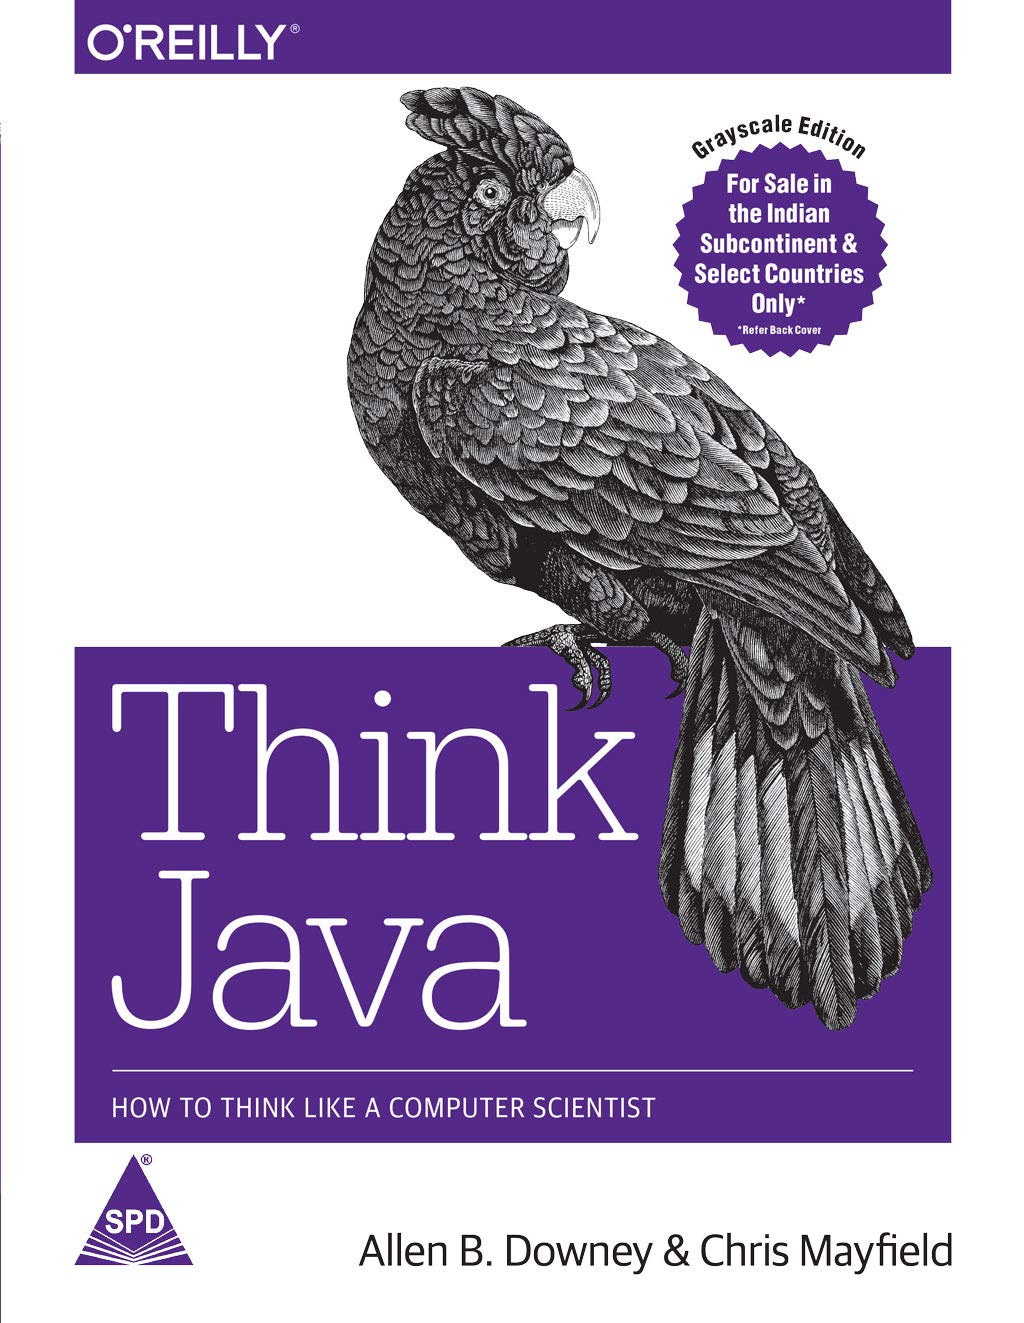 O'REILLY®
Grayscale Edition
For Sale in
the Indian
Subcontinent &
Select Countries
Only*
*Refer Back Cover
Think
Java
HOW TO THINK LIKE A COMPUTER SCIENTIST
®
SPD
Allen B. Downey & Chris Mayfield